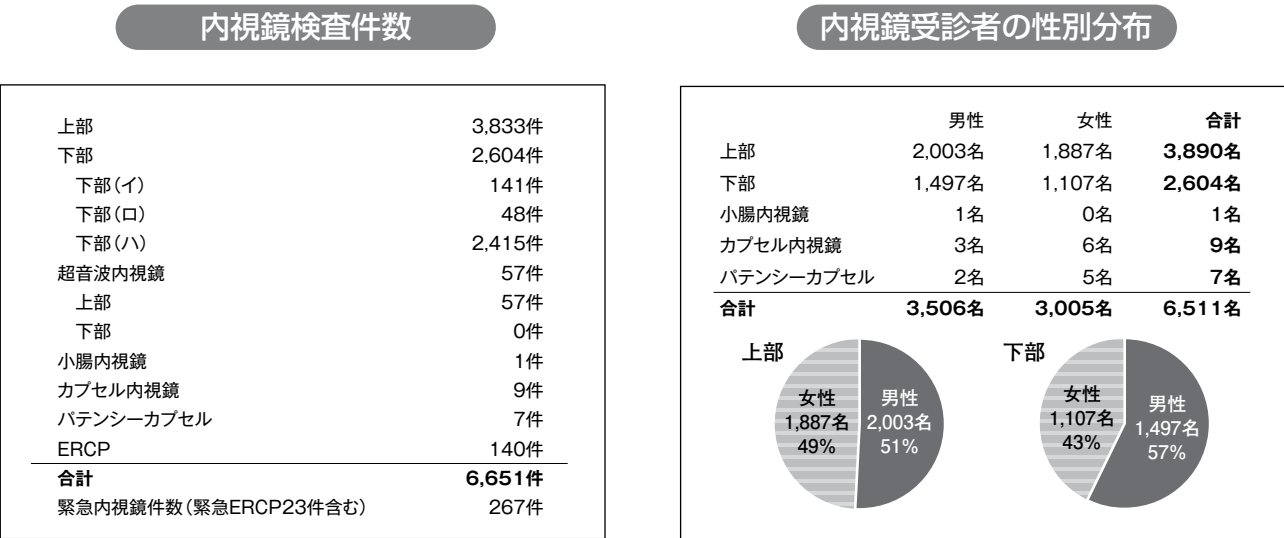 内視鏡検査件数
上部 3,833件
下部 2,604件
下部(イ) 141件
下部(ロ) 48件
下部(ハ) 2,415件
超音波内視鏡 57件
上部 57件
下部 0件
小腸内視鏡 1件
カプセル内視鏡 9件
パテンシーカプセル 7件
ERCP 140件
合計 6,651件
緊急内視鏡件数(緊急ERCP23件含む) 267件
内視鏡受診者の性別分布
男性 女性 合計
上部 2,003名 1,887名 3,890名
下部 1,497名 1,107名 2,604名
小腸内視鏡 1名 0名 1名
カプセル内視鏡 3名 6名 9名
パテンシーカプセル 2名 5名 7名
合計 3,506名 3,005名 6,511名
上部
女性
1,887名
49%
男性
2,003名
51%
下部
女性
1,107名
43%
男性
1,497名
57%